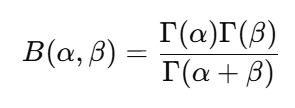 B(α, β) = Γ(α)Γ(β) / Γ(α + β)